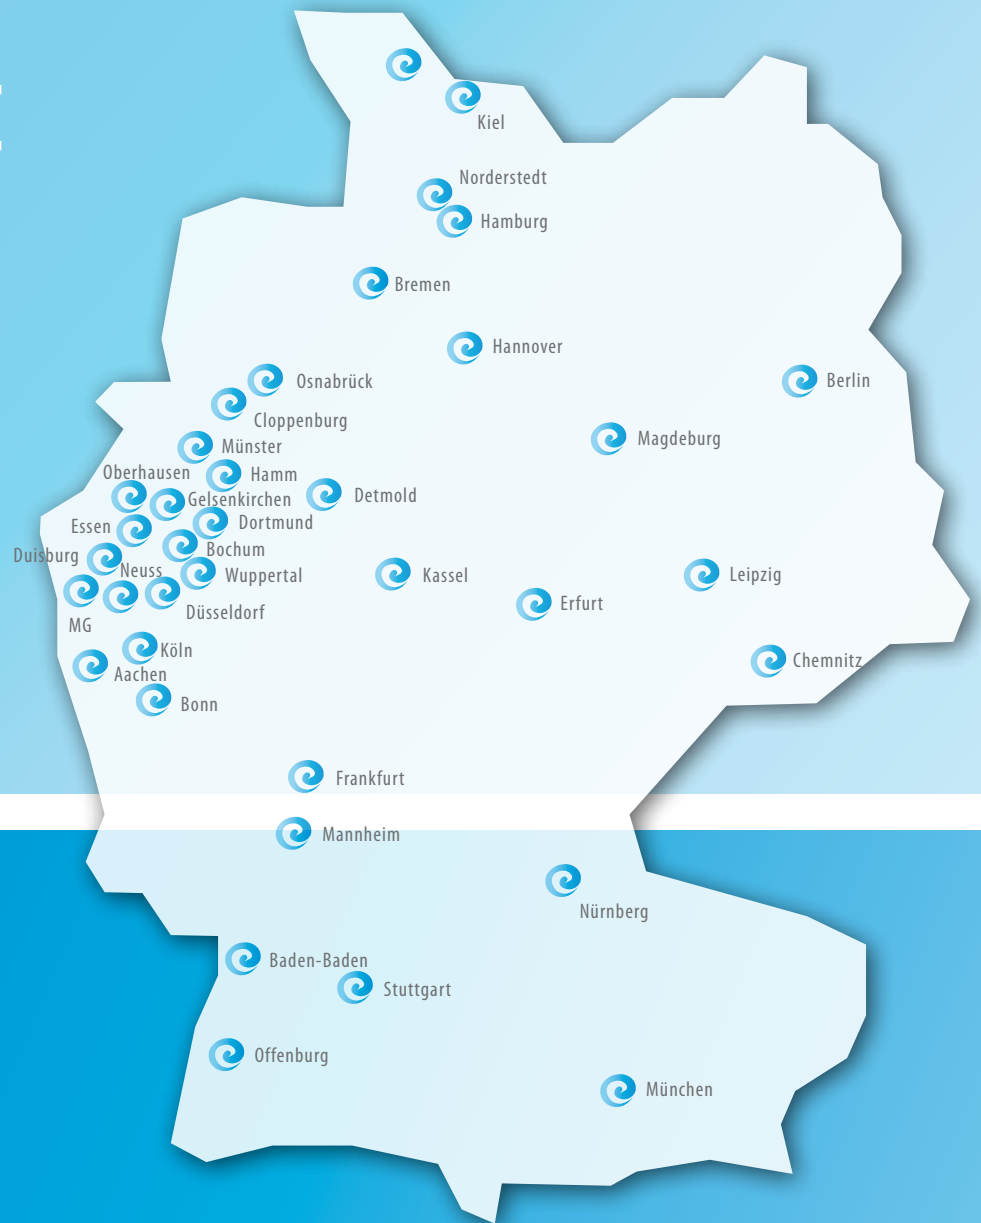 Kiel
Norderstedt
Hamburg
Bremen
Hannover
Osnabrück
Berlin
Cloppenburg
Magdeburg
Münster
Oberhausen
Hamm
Gelsenkirchen
Detmold
Essen
Dortmund
Duisburg
Bochum
Neuss
Wuppertal
Kassel
Leipzig
Erfurt
Düsseldorf
MG
Köln
Chemnitz
Aachen
Bonn
Frankfurt
Mannheim
Nürnberg
Baden-Baden
Stuttgart
Offenburg
München